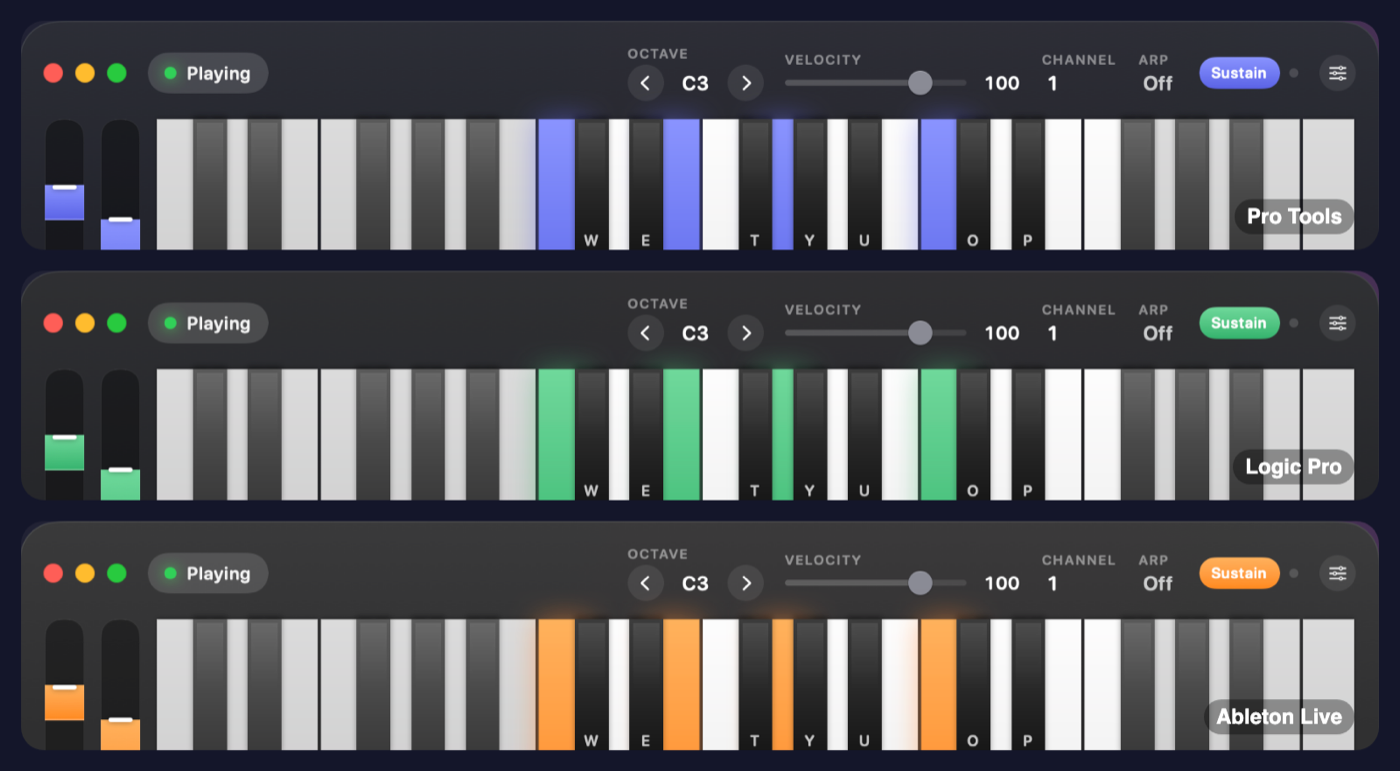 Playing
OCTAVE
C3
VELOCITY
100
CHANNEL
1
ARP
Off
Sustain
W E T Y U O P
Pro Tools
Playing
OCTAVE
C3
VELOCITY
100
CHANNEL
1
ARP
Off
Sustain
W E T Y U O P
Logic Pro
Playing
OCTAVE
C3
VELOCITY
100
CHANNEL
1
ARP
Off
Sustain
W E T Y U O P
Ableton Live